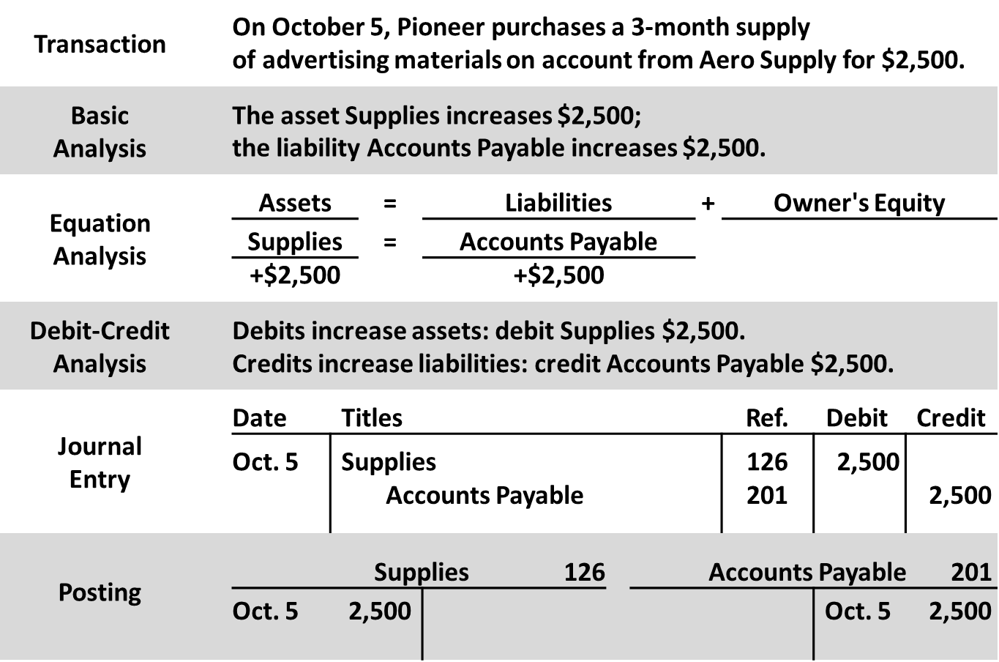 Transaction
On October 5, Pioneer purchases a 3-month supply
of advertising materials on account from Aero Supply for $2,500.
Basic
Analysis
The asset Supplies increases $2,500;
the liability Accounts Payable increases $2,500.
Equation
Analysis
Assets = Liabilities + Owner's Equity
Supplies = Accounts Payable
+$2,500 +$2,500
Debit-Credit
Analysis
Debits increase assets: debit Supplies $2,500.
Credits increase liabilities: credit Accounts Payable $2,500.
Journal
Entry
Date Titles Ref. Debit Credit
Oct. 5 Supplies 126 2,500
Accounts Payable 201 2,500
Posting
Supplies 126 Accounts Payable 201
Oct. 5 2,500 Oct. 5 2,500